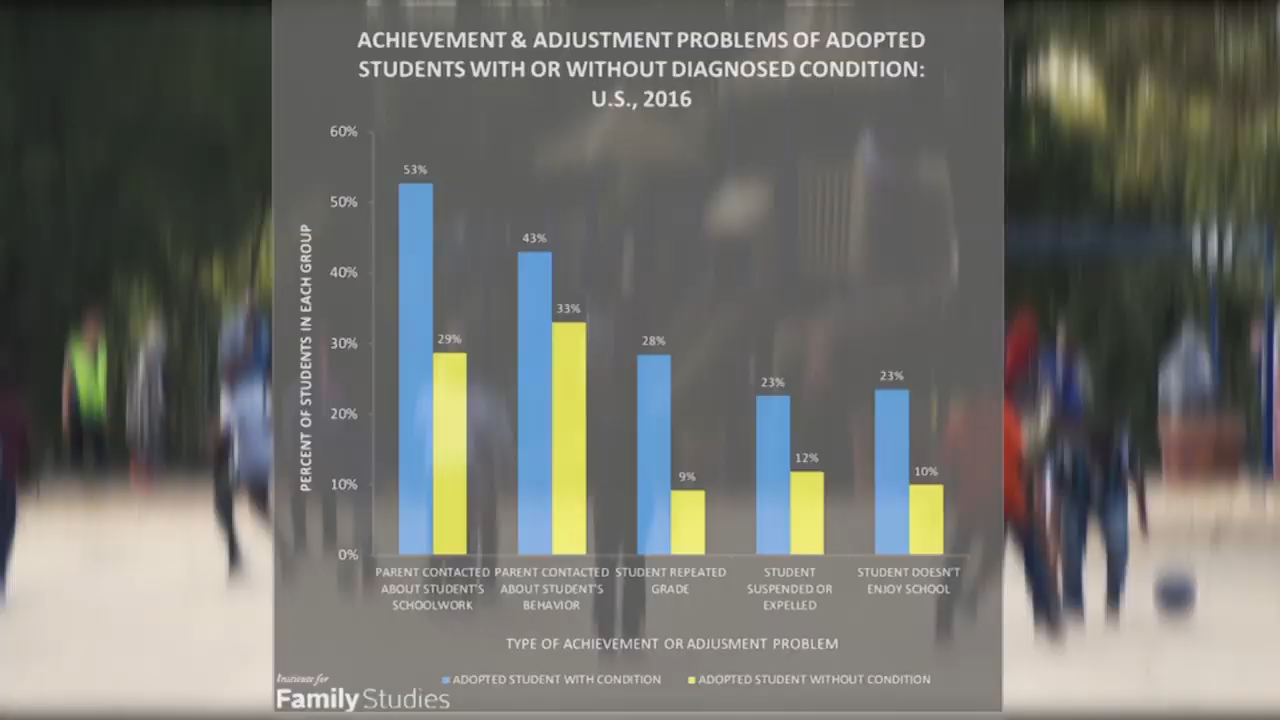 ACHIEVEMENT & ADJUSTMENT PROBLEMS OF ADOPTED
STUDENTS WITH OR WITHOUT DIAGNOSED CONDITION:
U.S., 2016
PERCENT OF STUDENTS IN EACH GROUP
60%
50%
40%
30%
20%
10%
0%
53%
29%
43%
33%
28%
9%
23%
12%
23%
10%
PARENT CONTACTED
ABOUT STUDENT'S
SCHOOLWORK
PARENT CONTACTED
ABOUT STUDENT'S
BEHAVIOR
STUDENT REPEATED
GRADE
STUDENT
SUSPENDED OR
EXPELLED
STUDENT DOESN'T
ENJOY SCHOOL
TYPE OF ACHIEVEMENT OR ADJUSMENT PROBLEM
ADOPTED STUDENT WITH CONDITION
ADOPTED STUDENT WITHOUT CONDITION
Institute for
Family Studies